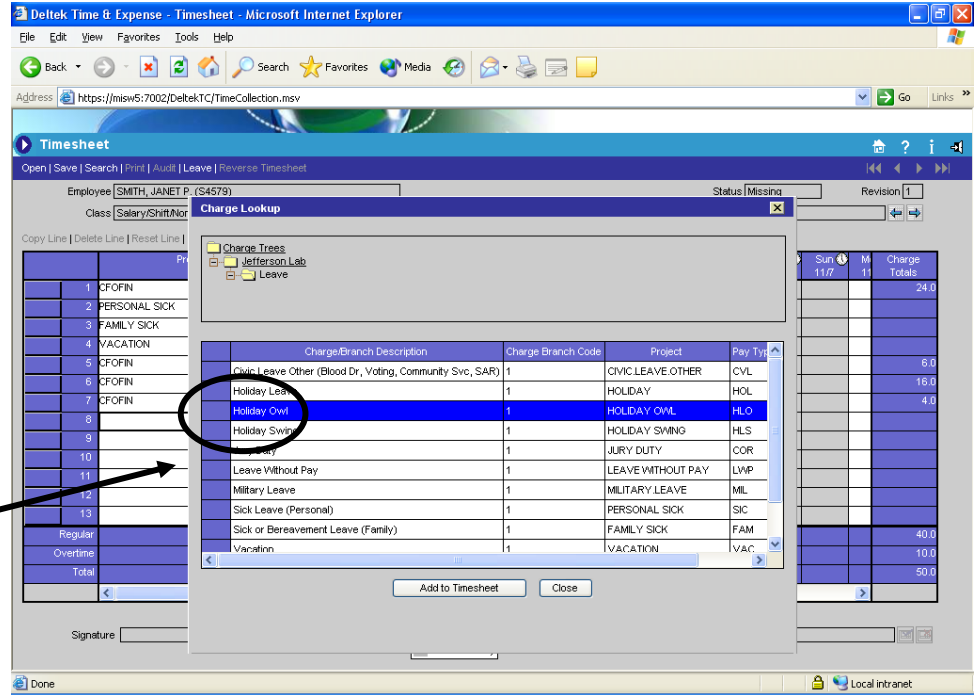 Deltek Time & Expense - Timesheet - Microsoft Internet Explorer
File Edit View Favorites Tools Help
Back Search Favorites Media
Address https://misw5:7002/DeltekTC/TimeCollection.msv Go Links »
Timesheet ? i
Open | Save | Search | Print | Audit | Leave | Reverse Timesheet
Employee SMITH, JANET P. (S4579) Status Missing Revision 1
Class Salary/Shift/Nor
Charge Lookup
Copy Line | Delete Line | Reset Line |
Charge Trees
Jefferson Lab
Leave
Sun 11/7 Charge Totals
1 CFOFIN 24.0
2 PERSONAL SICK
3 FAMILY SICK
4 VACATION
5 CFOFIN 6.0
6 CFOFIN 16.0
7 CFOFIN 4.0
8
9
10
11
12
13
Regular 40.0
Overtime 10.0
Total 50.0
Charge/Branch Description Charge Branch Code Project Pay Typ
Civic Leave Other (Blood Dr, Voting, Community Svc, SAR) 1 CIVIC.LEAVE.OTHER CVL
Holiday Leave 1 HOLIDAY HOL
Holiday Owl 1 HOLIDAY OWL HLO
Holiday Swing 1 HOLIDAY SWING HLS
Duty 1 JURY DUTY COR
Leave Without Pay 1 LEAVE WITHOUT PAY LWP
Military Leave 1 MILITARY.LEAVE MIL
Sick Leave (Personal) 1 PERSONAL SICK SIC
Sick or Bereavement Leave (Family) 1 FAMILY SICK FAM
Vacation 1 VACATION VAC
Add to Timesheet Close
Signature
Done Local intranet